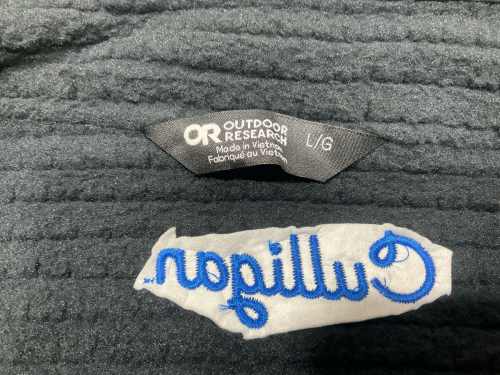 OR OUTDOOR
RESEARCH
Made in Vietnam
Fabriqué au Vietnam
L/G
Culligan.